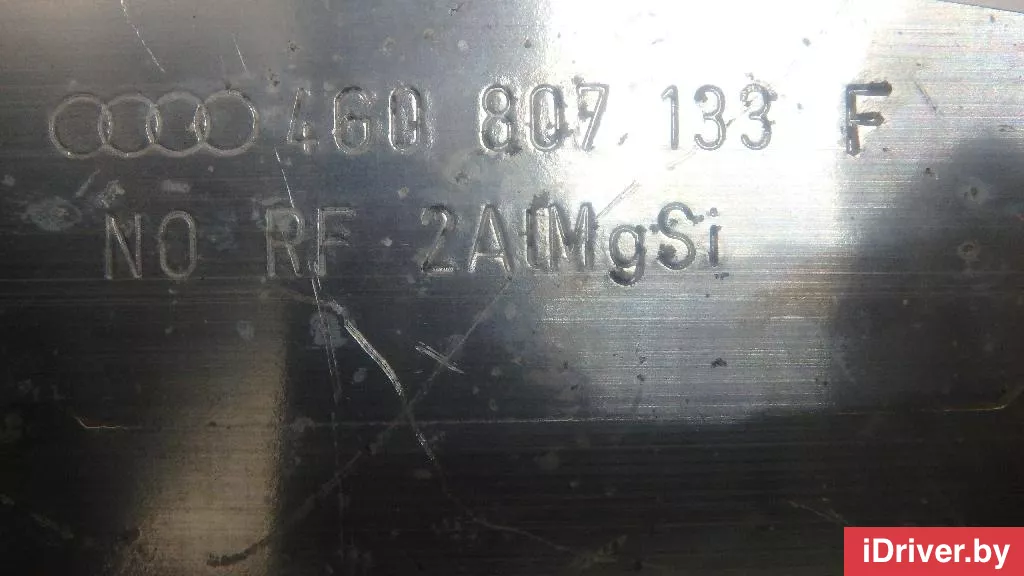 4G0 807 133 F
NO RF 2AlMgSi
iDriver.by